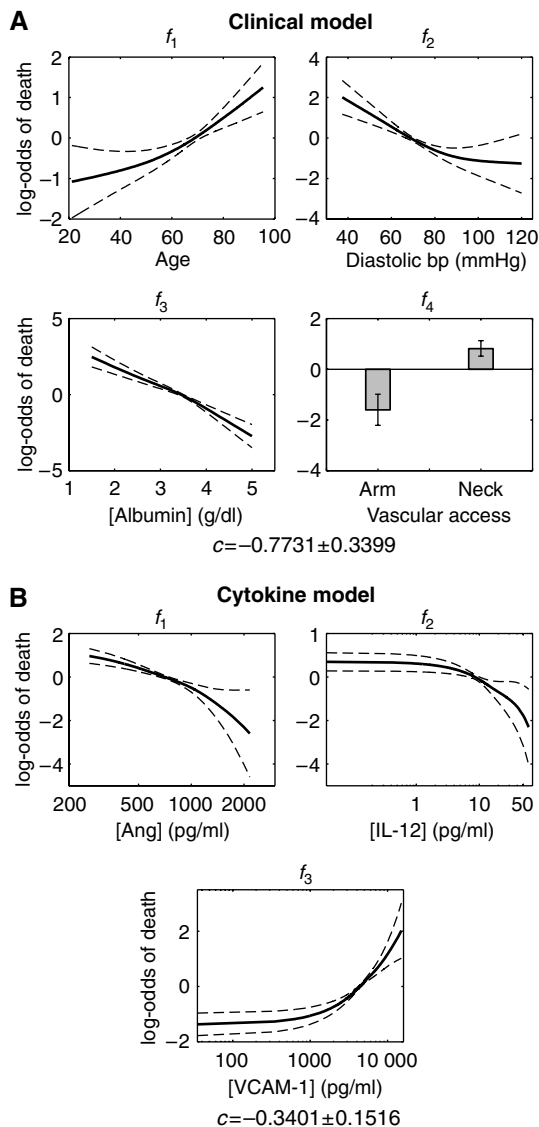 A Clinical model
f1 f2
log-odds of death
2
1
0
−1
−2
20 40 60 80 100
Age
4
2
0
−2
−4
40 60 80 100 120
Diastolic bp (mmHg)
f3 f4
log-odds of death
5
0
−5
1 2 3 4 5
[Albumin] (g/dl)
2
0
−2
−4
Arm Neck
Vascular access
c=−0.7731±0.3399
B Cytokine model
f1 f2
log-odds of death
2
0
−2
−4
200 500 1000 2000
[Ang] (pg/ml)
1
0
−2
−4
1 10 50
[IL-12] (pg/ml)
f3
log-odds of death
2
0
−2
100 1000 10 000
[VCAM-1] (pg/ml)
c=−0.3401±0.1516